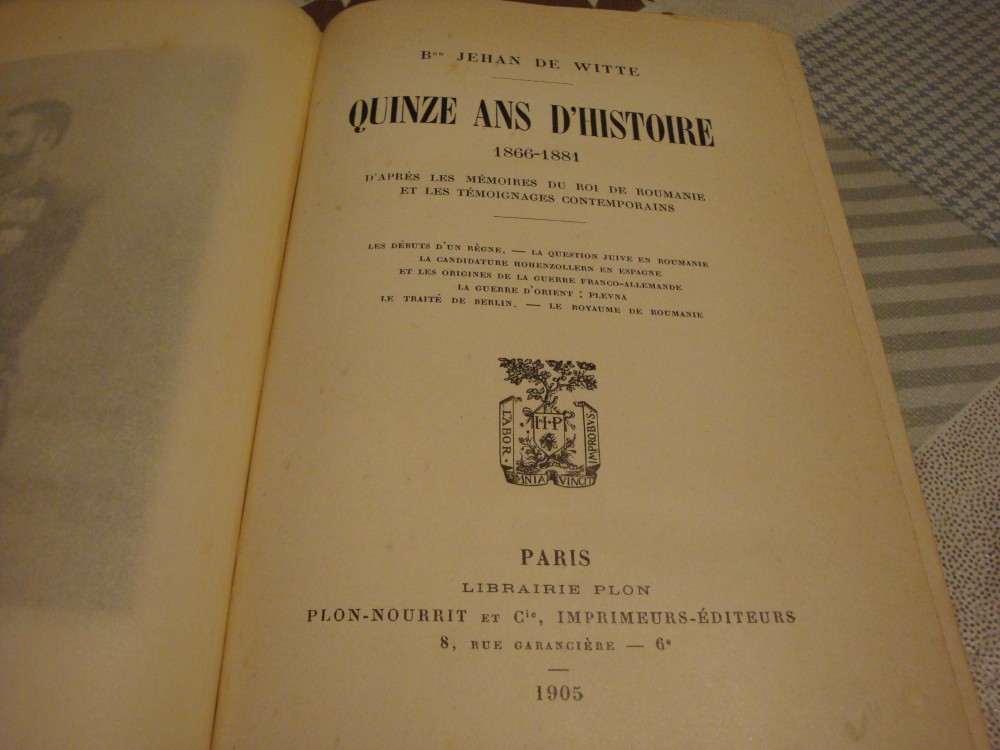 Bᵒⁿ JEHAN DE WITTE
QUINZE ANS D'HISTOIRE
1866-1881
D'APRÈS LES MÉMOIRES DU ROI DE ROUMANIE
ET LES TÉMOIGNAGES CONTEMPORAINS
LES DÉBUTS D'UN RÈGNE. — LA QUESTION JUIVE EN ROUMANIE
LA CANDIDATURE HOHENZOLLERN EN ESPAGNE
ET LES ORIGINES DE LA GUERRE FRANCO-ALLEMANDE
LA GUERRE D'ORIENT : PLEVNA
LE TRAITÉ DE BERLIN. — LE ROYAUME DE ROUMANIE
LABOR·
H·P
IMPROBVS·
OMNIA VINCIT
PARIS
LIBRAIRIE PLON
PLON-NOURRIT ET Cⁱᵉ, IMPRIMEURS-ÉDITEURS
8, RUE GARANCIÈRE — 6ᵉ
1905